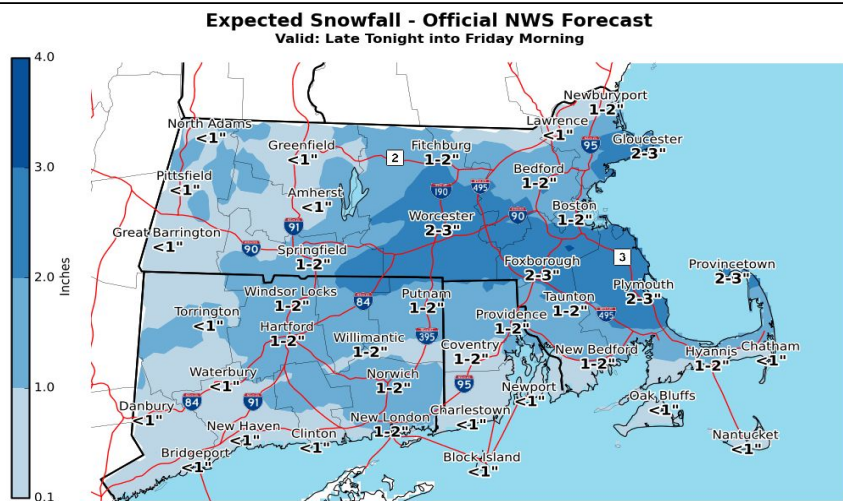 Expected Snowfall - Official NWS Forecast
Valid: Late Tonight into Friday Morning
4.0
3.0
2.0
1.0
0.1
Inches
Newburyport
1-2"
North Adams
<1"
Lawrence
<1"
Greenfield
<1"
2
Fitchburg
1-2"
95
Gloucester
2-3"
Pittsfield
<1"
Bedford
1-2"
Amherst
<1"
190
495
Worcester
2-3"
90
Boston
1-2"
Great Barrington
<1"
91
90
Springfield
1-2"
Foxborough
2-3"
3
Provincetown
2-3"
Windsor Locks
1-2"
84
Putnam
1-2"
Taunton
1-2"
Plymouth
2-3"
495
Torrington
<1"
Hartford
1-2"
Willimantic
1-2"
395
Providence
1-2"
Coventry
1-2"
New Bedford
1-2"
Hyannis
1-2"
Chatham
<1"
Waterbury
<1"
Norwich
1-2"
95
Newport
<1"
Oak Bluffs
<1"
Danbury
<1"
84
91
New London
1-2"
Charlestown
<1"
New Haven
<1"
Clinton
<1"
Nantucket
<1"
Bridgeport
<1"
Block Island
<1"